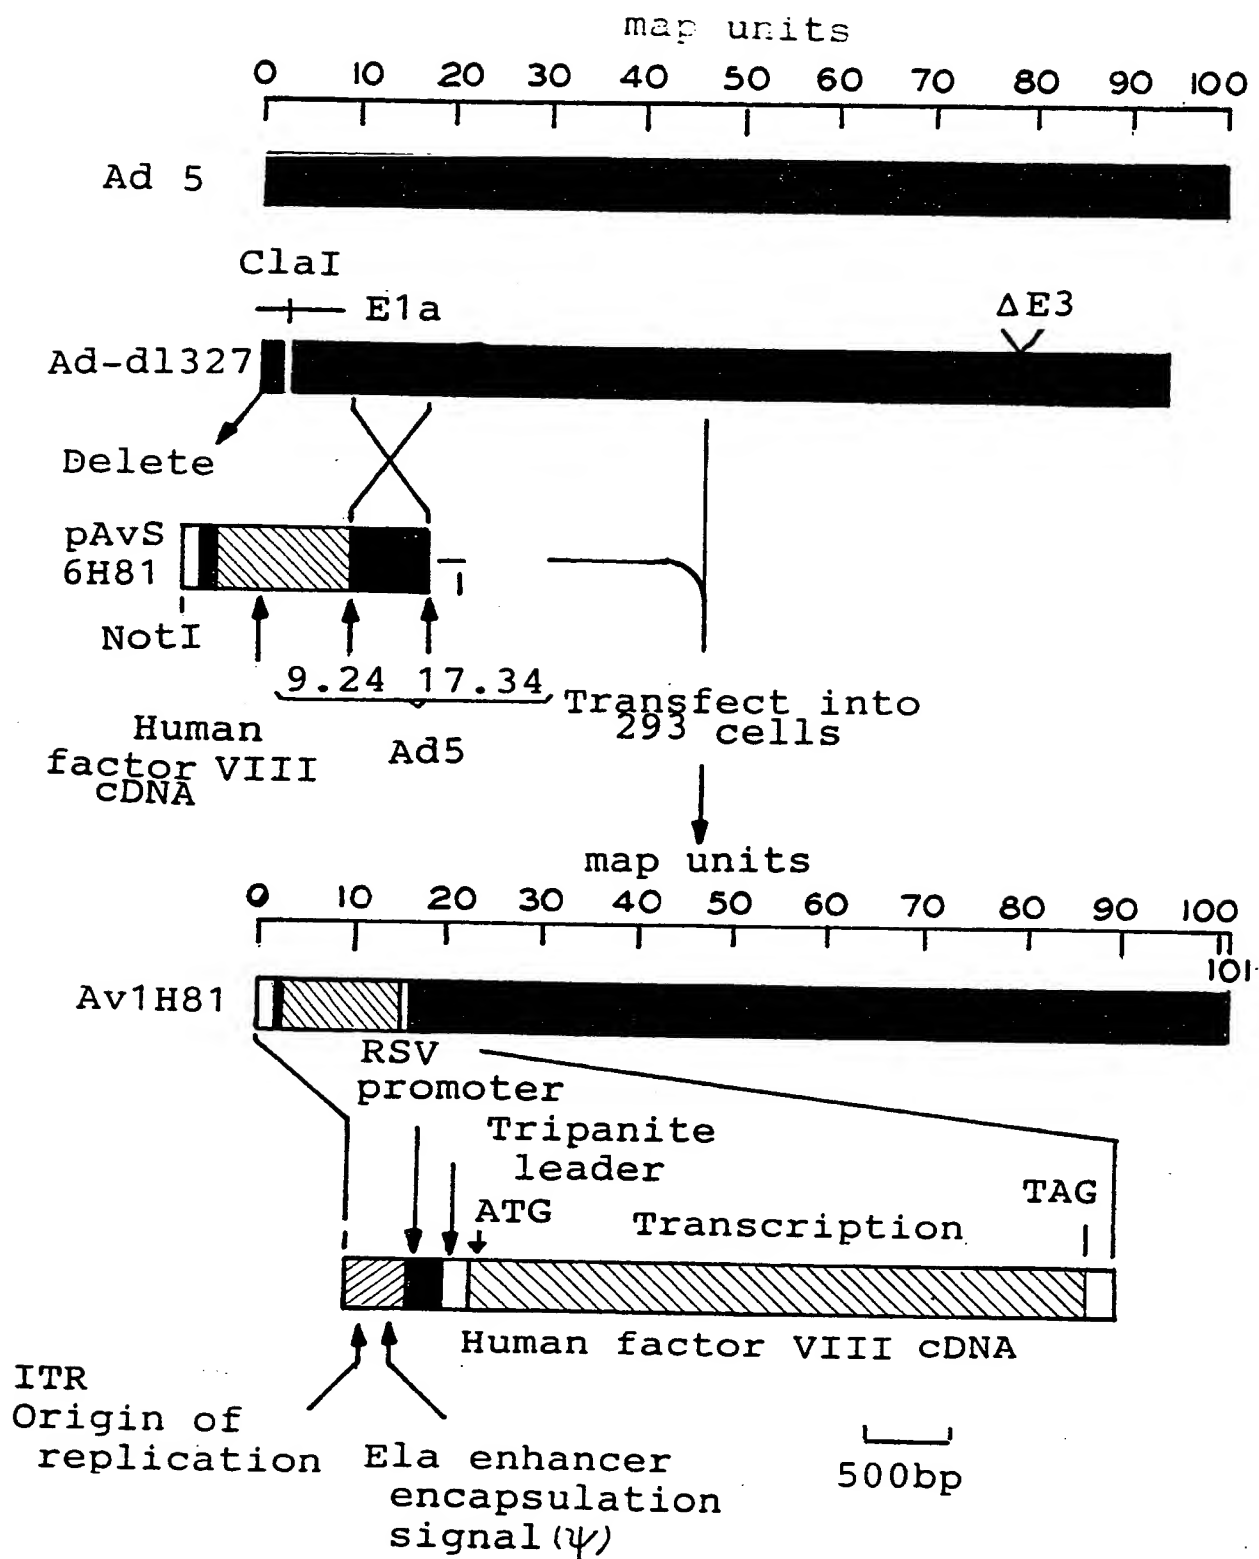 map units
0 10 20 30 40 50 60 70 80 90 100
Ad 5
ClaI
E1a
ΔE3
Ad-dl327
Delete
pAvS
6H81
NotI
9.24 17.34
Human
factor VIII
cDNA
Ad5
Transfect into
293 cells
map units
0 10 20 30 40 50 60 70 80 90 100
101
Av1H81
RSV
promoter
Tripanite
leader
ATG
Transcription
TAG
Human factor VIII cDNA
ITR
Origin of
replication
Ela enhancer
encapsulation
signal(ψ)
500bp